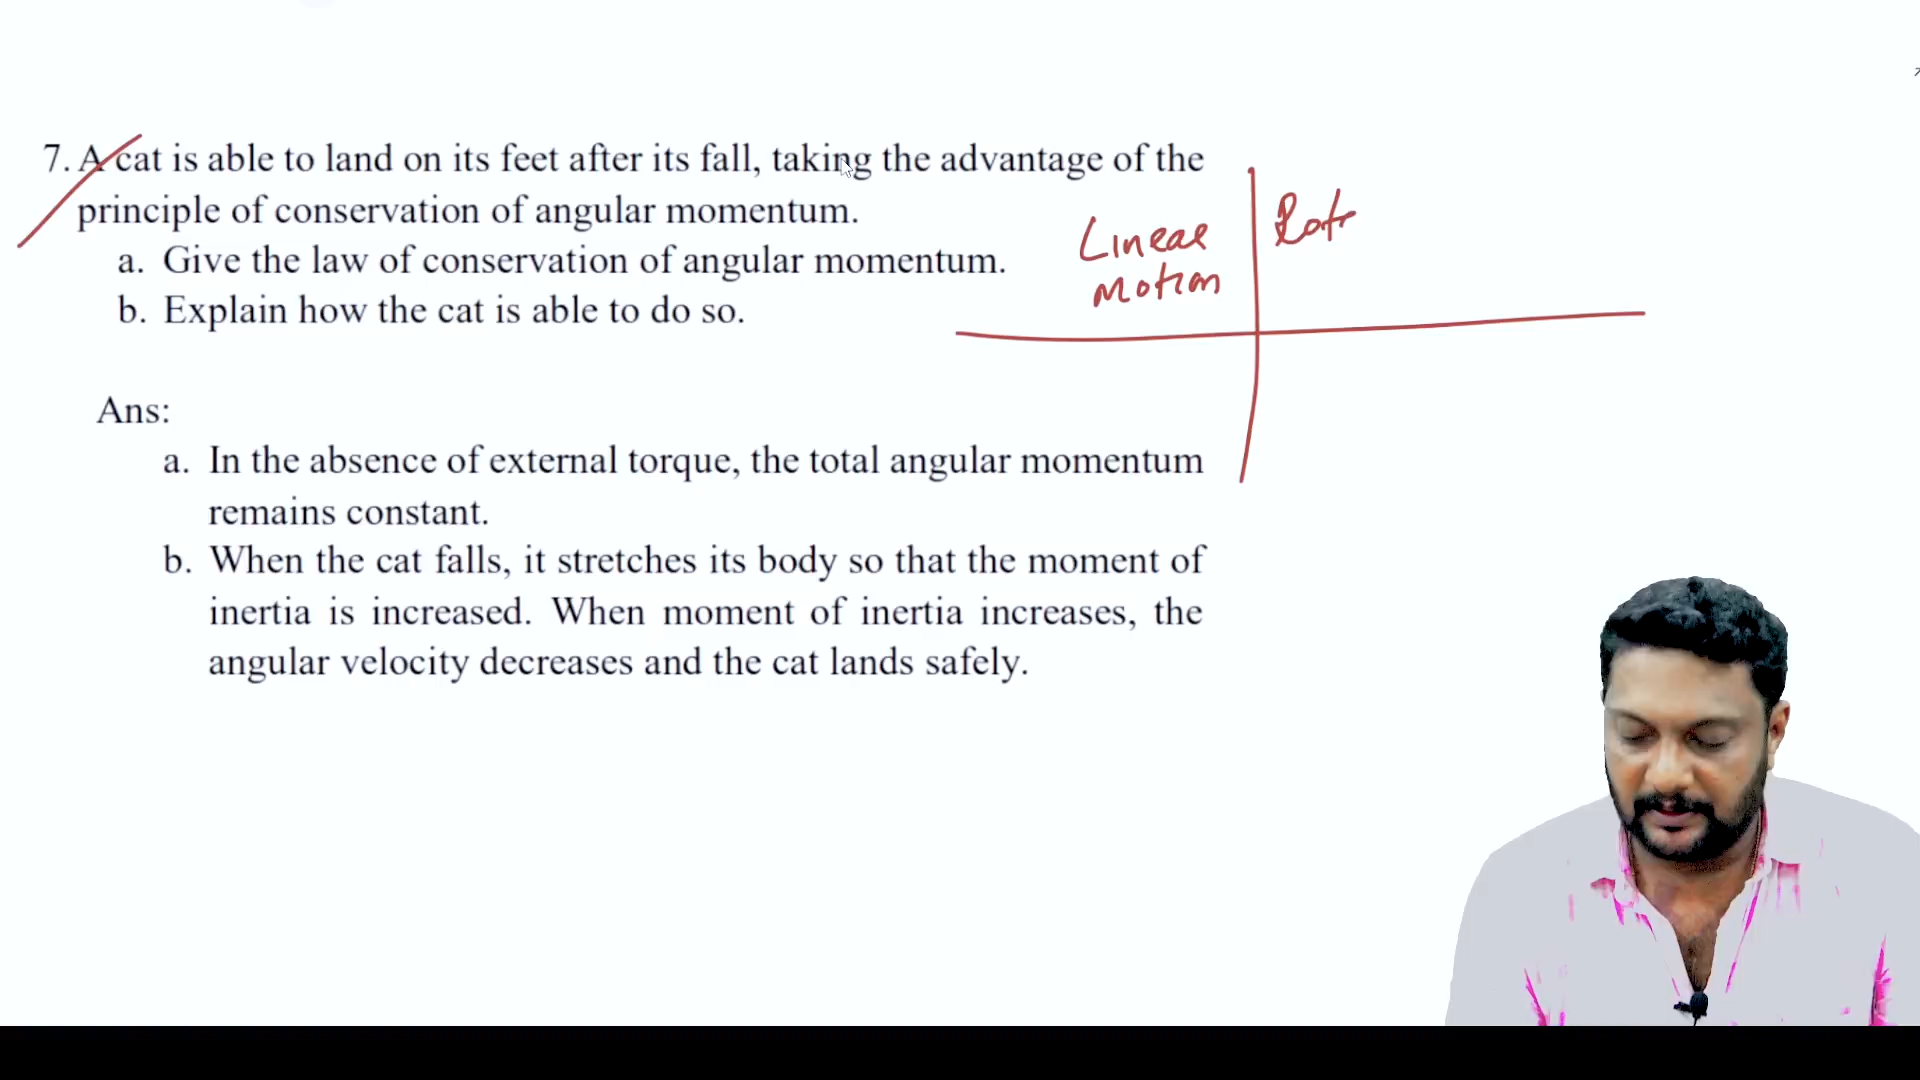 7. A cat is able to land on its feet after its fall, taking the advantage of the
principle of conservation of angular momentum.
a. Give the law of conservation of angular momentum.
b. Explain how the cat is able to do so.
Linear
Motion
Rot
Ans:
a. In the absence of external torque, the total angular momentum
remains constant.
b. When the cat falls, it stretches its body so that the moment of
inertia is increased. When moment of inertia increases, the
angular velocity decreases and the cat lands safely.